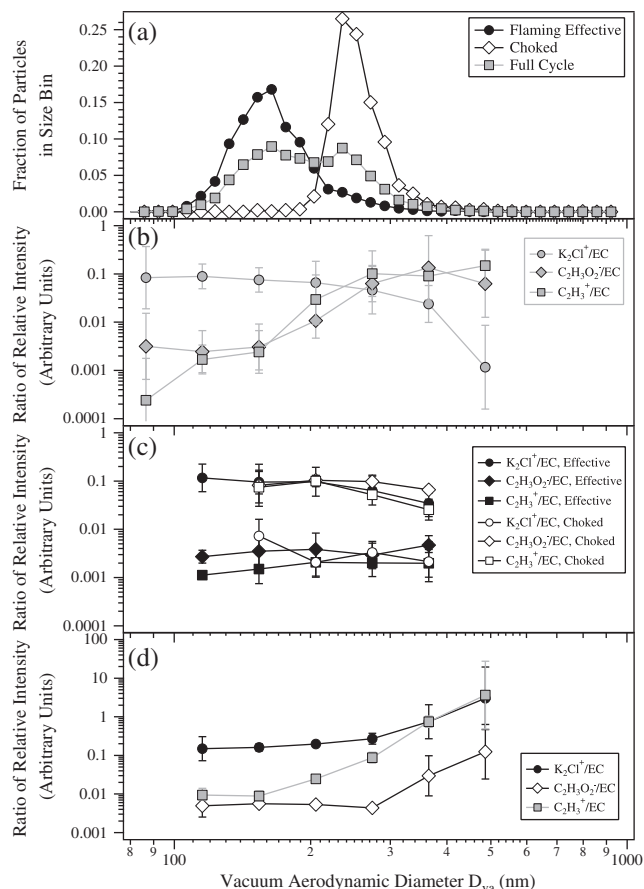 (a)
Flaming Effective
Choked
Full Cycle
Fraction of Particles
in Size Bin
0.25
0.20
0.15
0.10
0.05
0.00
(b)
K₂Cl⁺/EC
C₂H₃O₂⁻/EC
C₂H₃⁺/EC
Ratio of Relative Intensity
(Arbitrary Units)
1
0.1
0.01
0.001
0.0001
(c)
K₂Cl⁺/EC, Effective
C₂H₃O₂⁻/EC, Effective
C₂H₃⁺/EC, Effective
K₂Cl⁺/EC, Choked
C₂H₃O₂⁻/EC, Choked
C₂H₃⁺/EC, Choked
Ratio of Relative Intensity
(Arbitrary Units)
1
0.1
0.01
0.001
0.0001
(d)
K₂Cl⁺/EC
C₂H₃O₂⁻/EC
C₂H₃⁺/EC
Ratio of Relative Intensity
(Arbitrary Units)
100
10
1
0.1
0.01
0.001
8 9 100 2 3 4 5 6 7 8 9 1000
Vacuum Aerodynamic Diameter Dva (nm)